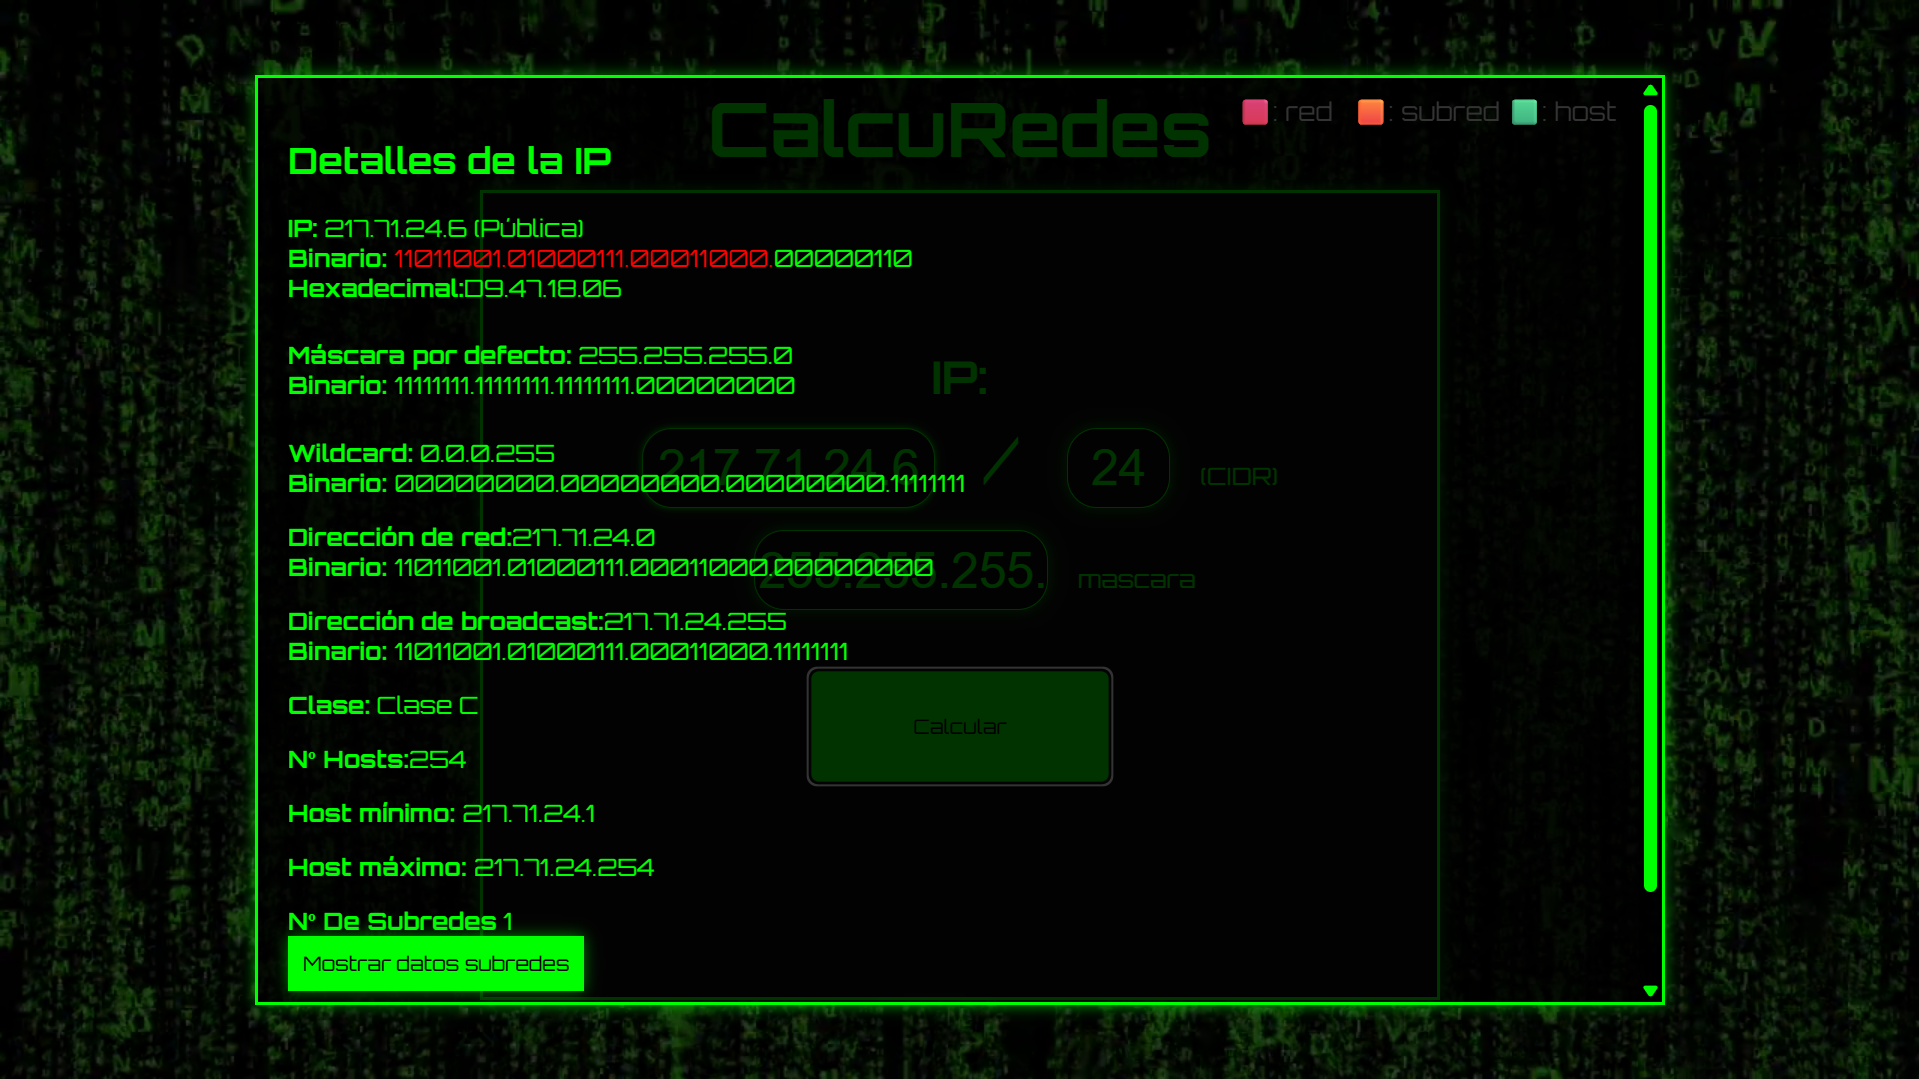 CalcuRedes
: red : subred : host
Detalles de la IP
IP: 217.71.24.6 (Pública)
Binario: 11011001.01000111.00011000.00000110
Hexadecimal:D9.47.18.06
Máscara por defecto: 255.255.255.0
Binario: 11111111.11111111.11111111.00000000
IP:
Wildcard: 0.0.0.255
Binario: 00000000.00000000.00000000.11111111
217.71.24.6 / 24 (CIDR)
Dirección de red:217.71.24.0
Binario: 11011001.01000111.00011000.00000000
255.255.255. mascara
Dirección de broadcast:217.71.24.255
Binario: 11011001.01000111.00011000.11111111
Clase: Clase C
Calcular
Nº Hosts:254
Host mínimo: 217.71.24.1
Host máximo: 217.71.24.254
Nº De Subredes 1
Mostrar datos subredes